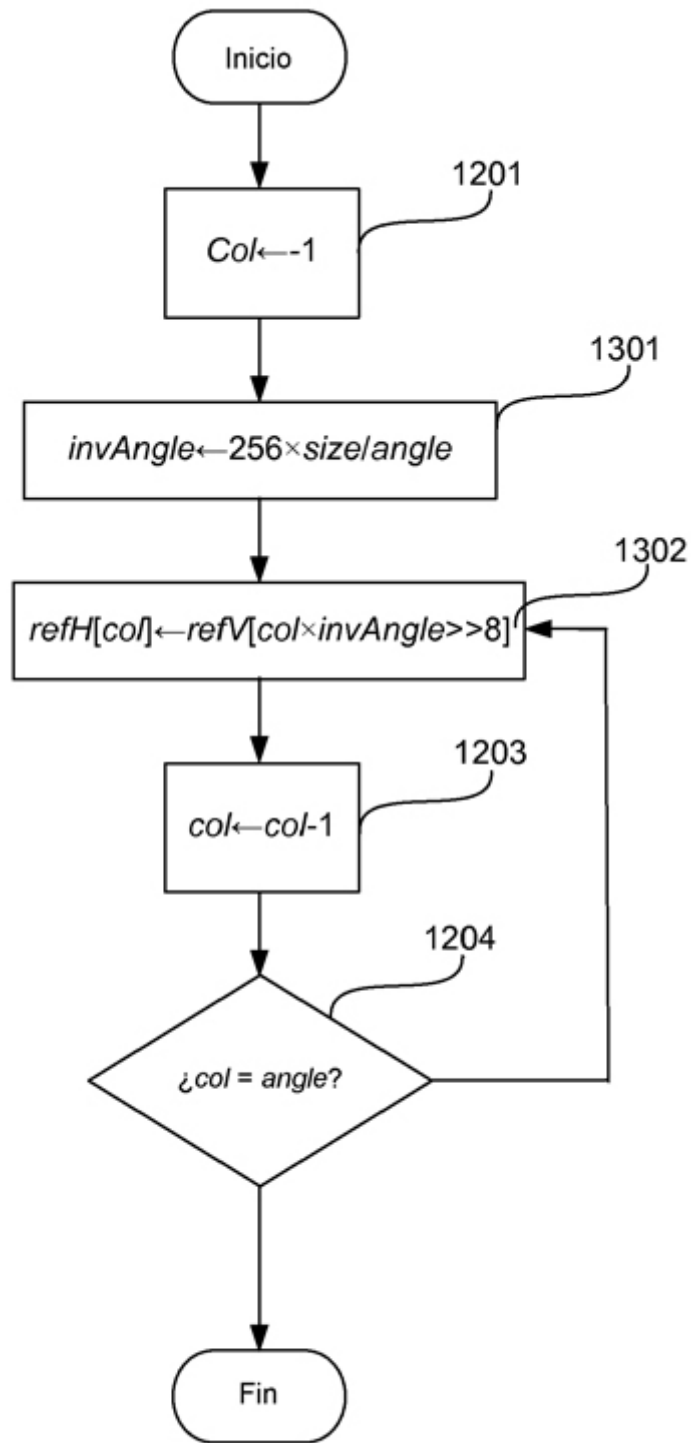 Inicio
1201
Col←-1
1301
invAngle←256×size/angle
1302
refH[col]←refV[col×invAngle>>8]
1203
col←col-1
1204
¿col = angle?
Fin